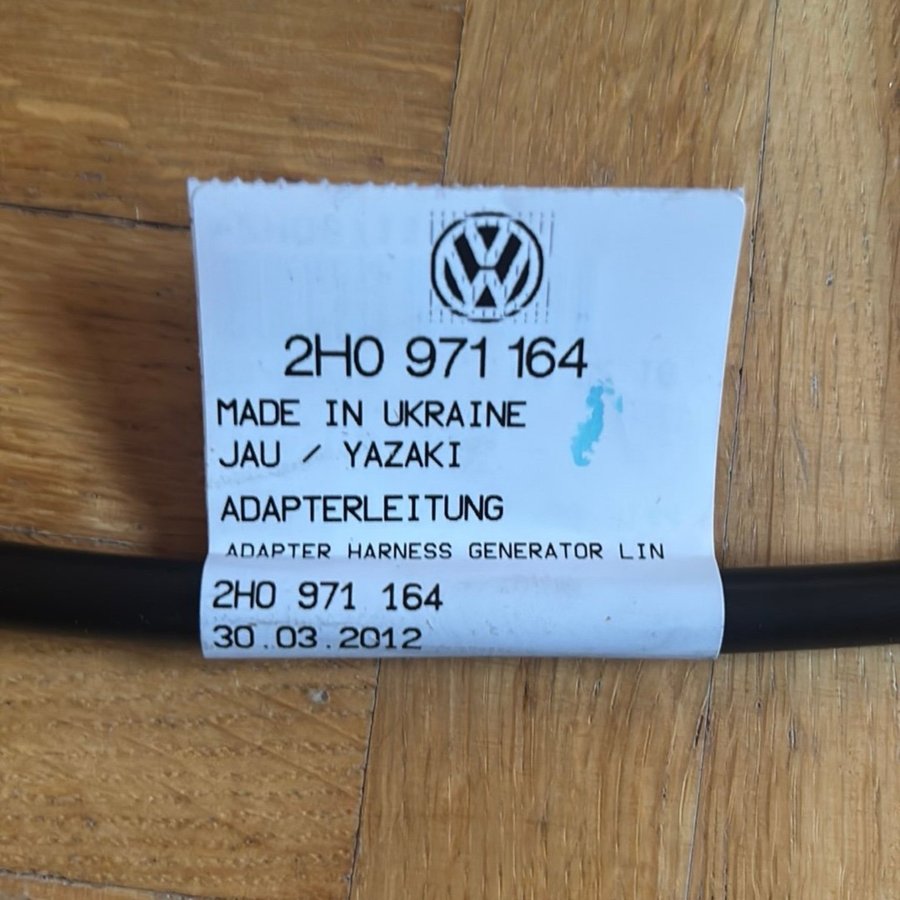 2H0 971 164
MADE IN UKRAINE
JAU / YAZAKI
ADAPTERLEITUNG
ADAPTER HARNESS GENERATOR LIN
2H0 971 164
30.03.2012